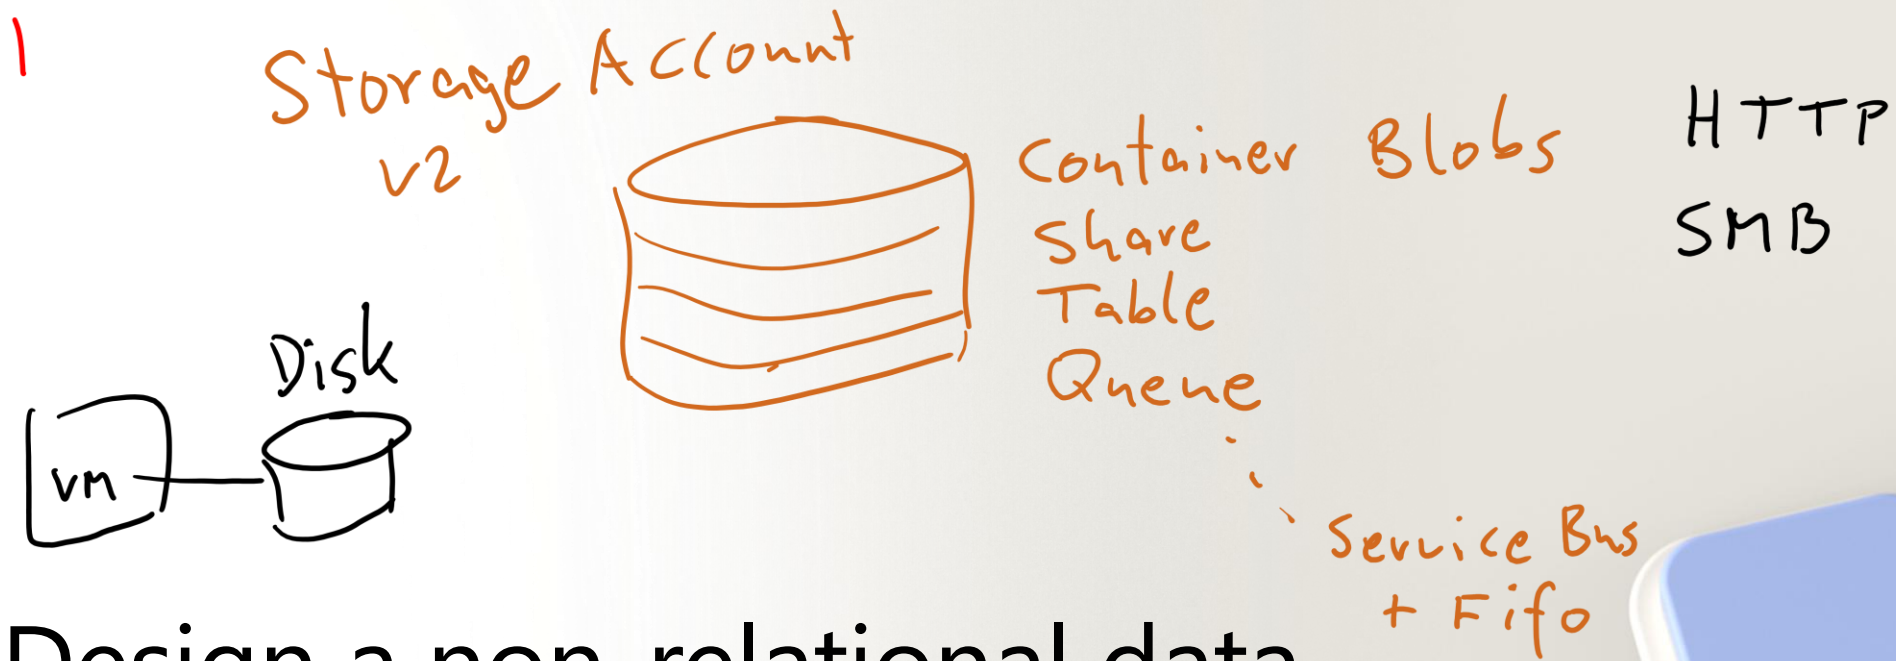 Storage Account
v2
Container Blobs
Share
Table
Queue
HTTP
SMB
Disk
VM
Service Bus
+ Fifo
Design a non-relational data